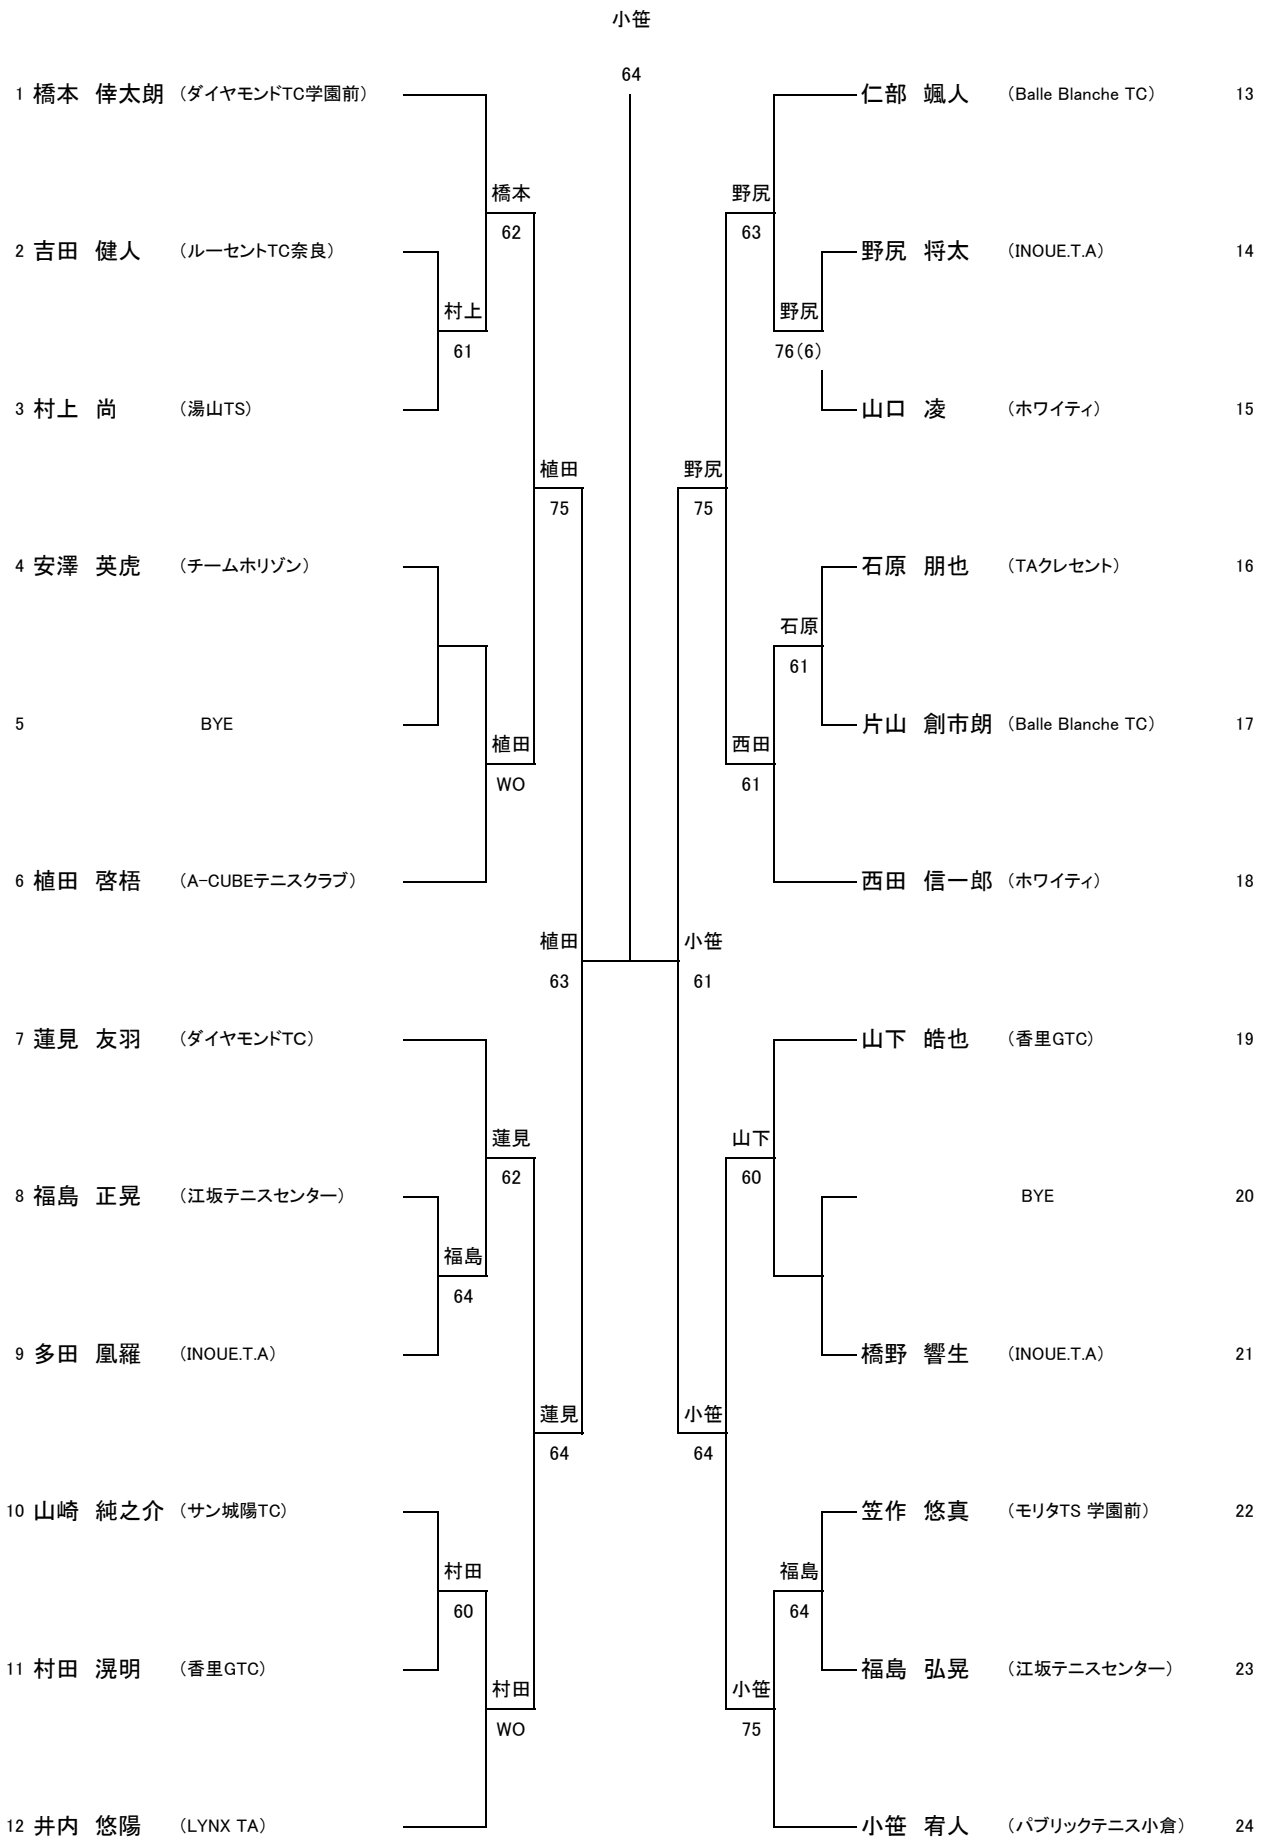 小笹
64
1 橋本 倖太朗 (ダイヤモンドTC学園前)
仁部 颯人 (Balle Blanche TC) 13
橋本
野尻
62
63
2 吉田 健人 (ルーセントTC奈良)
野尻 将太 (INOUE.T.A) 14
村上
野尻
61
76(6)
3 村上 尚 (湯山TS)
山口 凌 (ホワイティ) 15
植田
野尻
75
75
4 安澤 英虎 (チームホリゾン)
石原 朋也 (TAクレセント) 16
石原
61
5 BYE
片山 創市朗 (Balle Blanche TC) 17
植田
西田
WO
61
6 植田 啓梧 (A-CUBEテニスクラブ)
西田 信一郎 (ホワイティ) 18
植田
小笹
63
61
7 蓮見 友羽 (ダイヤモンドTC)
山下 皓也 (香里GTC) 19
蓮見
山下
62
60
8 福島 正晃 (江坂テニスセンター)
BYE 20
福島
64
9 多田 凰羅 (INOUE.T.A)
橋野 響生 (INOUE.T.A) 21
蓮見
小笹
64
64
10 山崎 純之介 (サン城陽TC)
笠作 悠真 (モリタTS 学園前) 22
村田
福島
60
64
11 村田 滉明 (香里GTC)
福島 弘晃 (江坂テニスセンター) 23
村田
小笹
WO
75
12 井内 悠陽 (LYNX TA)
小笹 宥人 (パブリックテニス小倉) 24